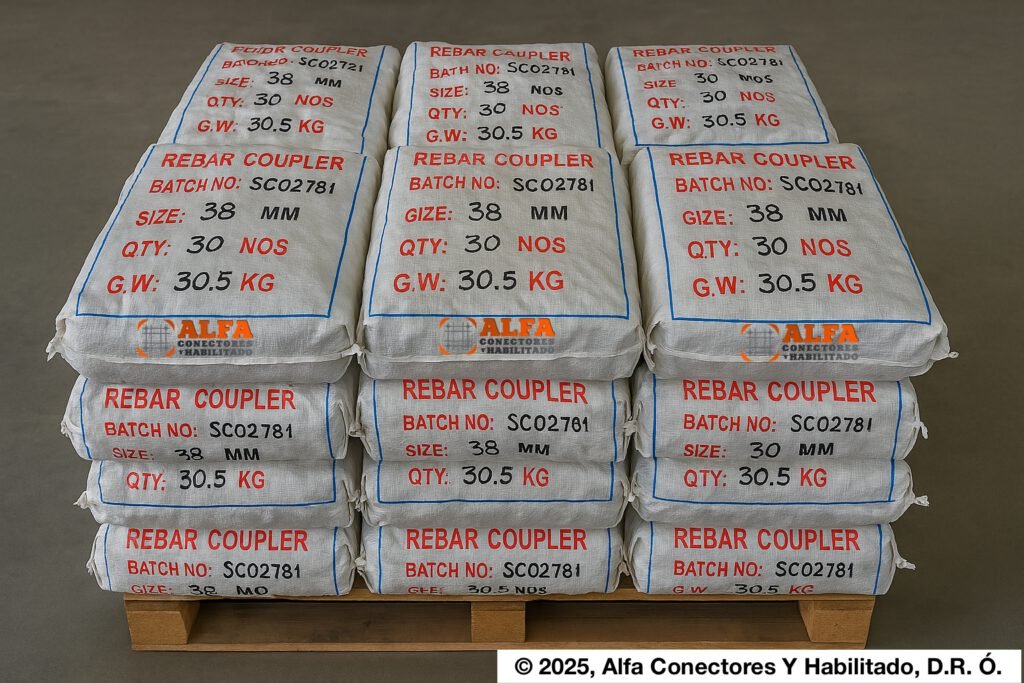 COUPLER
SC02721
SIZE: 38 MM
QTY: 30 NOS
G.W: 30.5 KG
REBAR CAUPLER
BATH NO: SC02781
SIZE: 38 NOS
QTY: 30 NOS
G.W: 30.5 KG
REBAR COUPLER
BATCH NO: SC02781
SIZE: 30 MOS
QTY: 30 NOS
G.W: 30.5 KG
REBAR COUPLER
BATCH NO: SC02781
SIZE: 38 MM
QTY: 30 NOS
G.W: 30.5 KG
ALFA
CONECTORES
Y HABILITADO
REBAR COUPLER
BATCH NO: SC02781
GIZE: 38 MM
QTY: 30 NOS
G.W: 30.5 KG
ALFA
CONECTORES
Y HABILITADO
REBAR COUPLER
BATCH NO: SC02781
GIZE: 38 MM
QTY: 30 NOS
G.W: 30.5 KG
ALFA
CONECTORES
Y HABILITADO
REBAR COUPLER
BATCH NO: SC02781
SIZE: 38 MM
QTY: 30.5 KG
REBAR COUPLER
BATCH NO: SC02781
SIZE: 38 MM
QTY: 30.5 KG
REBAR COUPLER
BATCH NO: SC02781
SIZE: 30 MM
QTY: 30.5 KG
REBAR COUPLER
BATCH NO: SC02781
GIZE: 38 MO
REBAR COUPLER
BATCH NO: SC02781
30.5 NOS
REBAR COUPLER
BATCH NO: SC02781
G W 30.5 KG
© 2025, Alfa Conectores Y Habilitado, D.R. Ó.